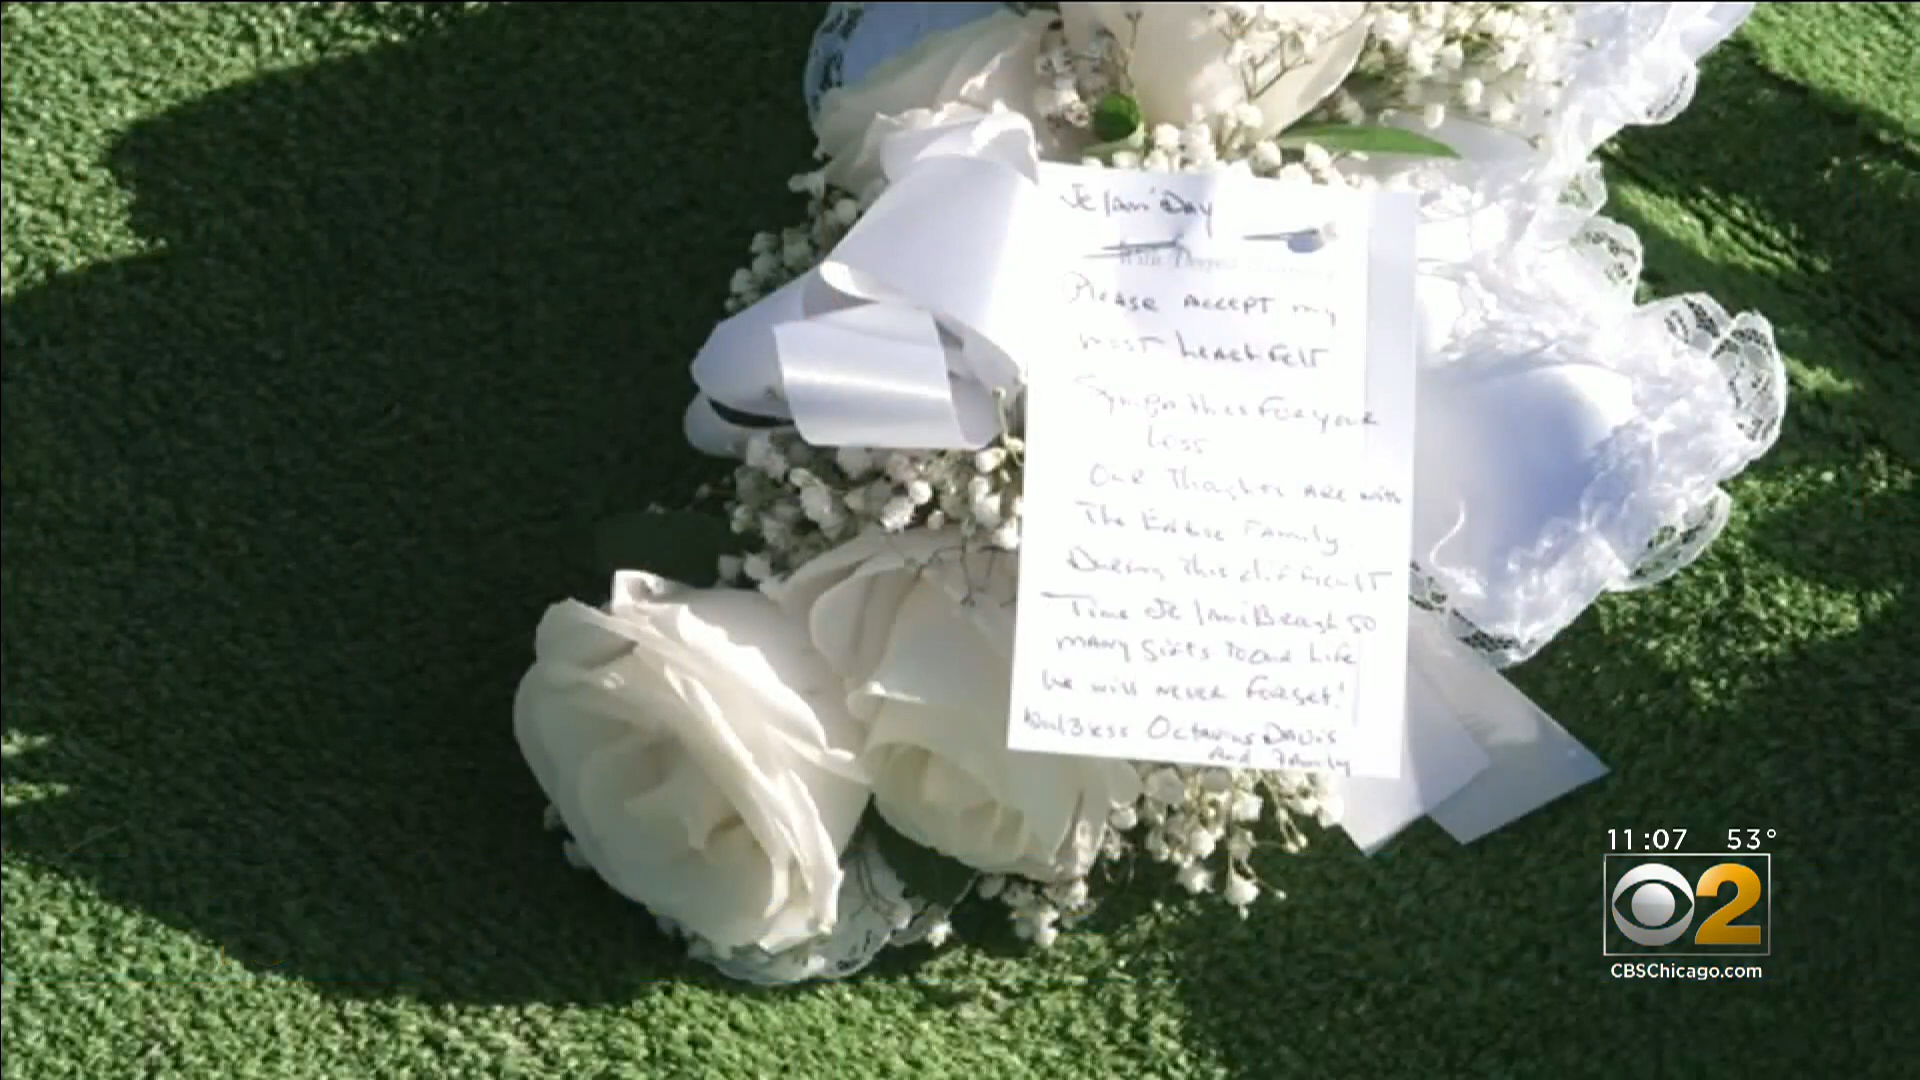 Jelani Day
Please accept my
most heartfelt
Sympathies for your
Loss
Our Thoughts are with
The Entire Family
During this difficult
Time Jelani Brought so
many gifts to our Life
we will never forget!
Octavius Davis
And Family
11:07 53°
2
CBSChicago.com